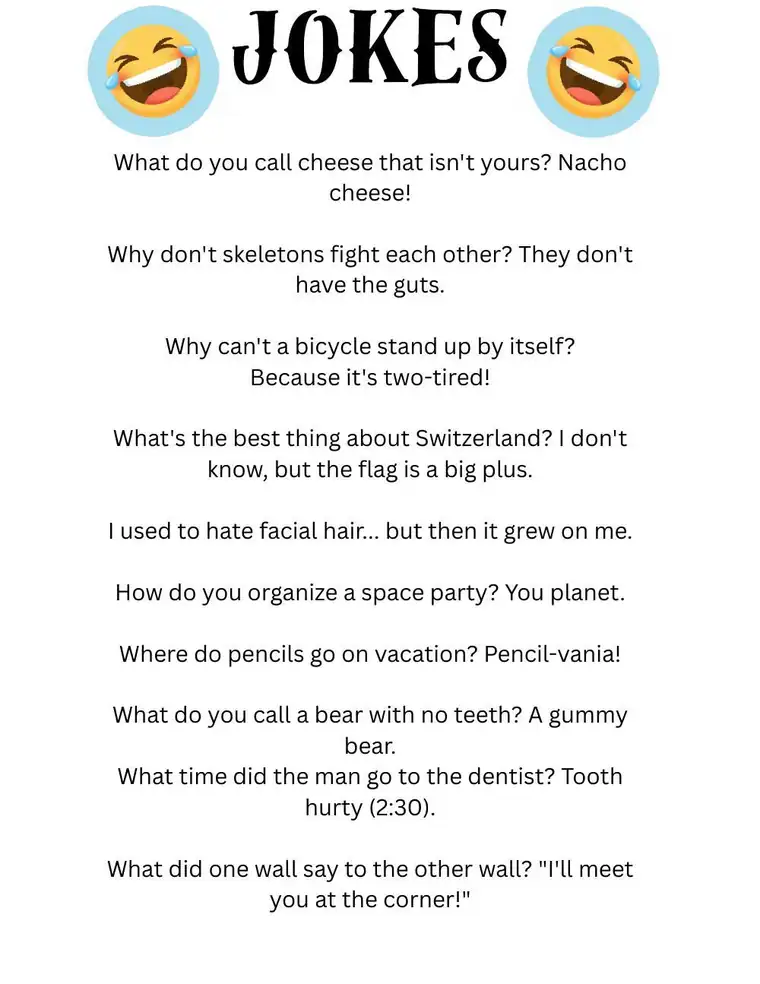 JOKES
What do you call cheese that isn't yours? Nacho
cheese!
Why don't skeletons fight each other? They don't
have the guts.
Why can't a bicycle stand up by itself?
Because it's two-tired!
What's the best thing about Switzerland? I don't
know, but the flag is a big plus.
I used to hate facial hair... but then it grew on me.
How do you organize a space party? You planet.
Where do pencils go on vacation? Pencil-vania!
What do you call a bear with no teeth? A gummy
bear.
What time did the man go to the dentist? Tooth
hurty (2:30).
What did one wall say to the other wall? "I'll meet
you at the corner!"